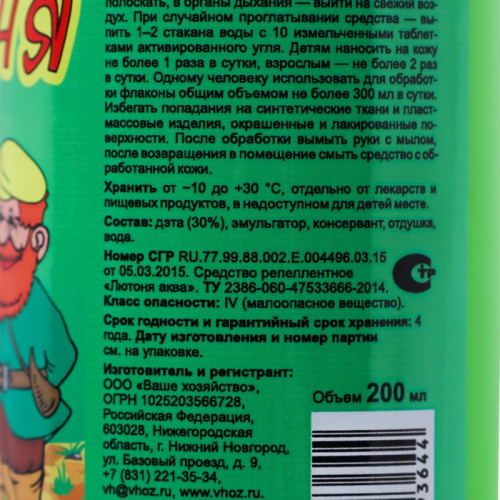 полоскать, в органы дыхания — выйти на свежий воз-
дух. При случайном проглатывании средства — вы-
пить 1–2 стакана воды с 10 измельченными таблет-
ками активированного угля. Детям наносить на кожу
не более 1 раза в сутки, взрослым — не более 2 раз
в сутки. Одному человеку использовать для обработ-
ки флаконы общим объемом не более 300 мл в сутки.
Избегать попадания на синтетические ткани и пласт-
массовые изделия, окрашенные и лакированные по-
верхности. После обработки вымыть руки с мылом,
после возвращения в помещение смыть средство с об-
работанной кожи.
Хранить от −10 до +30 °С, отдельно от лекарств и
пищевых продуктов, в недоступном для детей месте.
Состав: дэта (30%), эмульгатор, консервант, отдушка,
вода.
Номер СГР RU.77.99.88.002.E.004496.03.15
от 05.03.2015. Средство репеллентное
«Лютоня аква». ТУ 2386-060-47533666-2014.
Класс опасности: IV (малоопасное вещество).
Срок годности и гарантийный срок хранения: 4
года. Дату изготовления и номер партии
см. на упаковке.
Изготовитель и регистрант:
ООО «Ваше хозяйство»,
ОГРН 1025203566728,
Российская Федерация,
603028, Нижегородская
область, г. Нижний Новгород,
ул. Базовый проезд, д. 9,
+7 (831) 221-35-34,
vh@vhoz.ru, www.vhoz.ru
Объем 200 мл